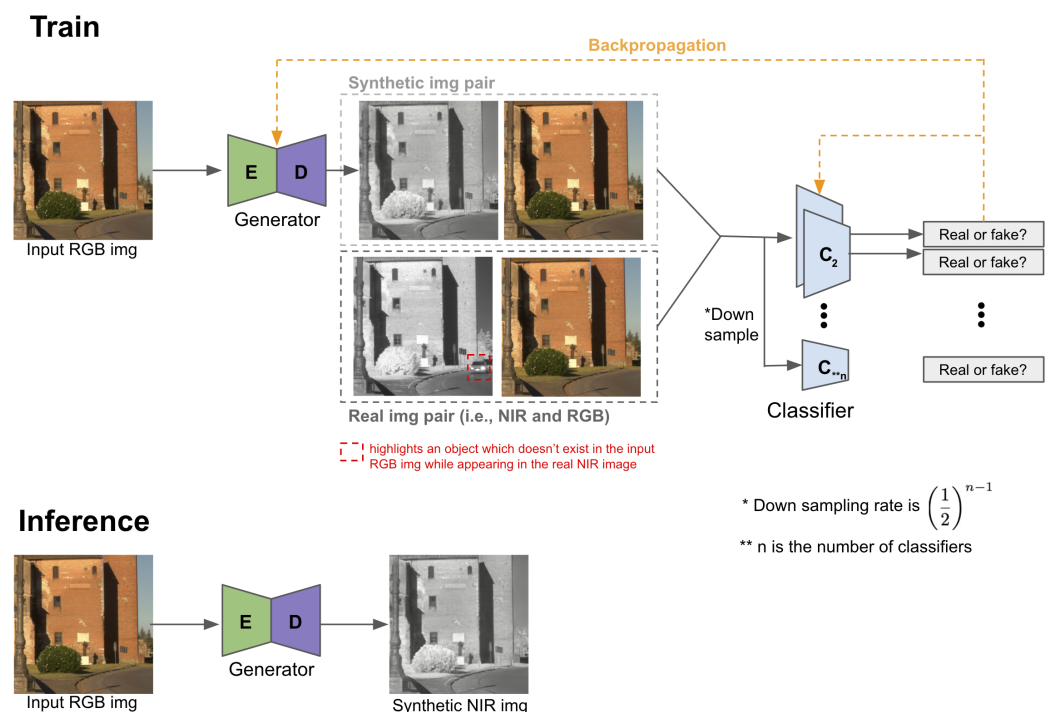 Train
Backpropagation
Synthetic img pair
E
D
Generator
Input RGB img
C2
Real or fake?
Real or fake?
*Down
sample
C**n
Real or fake?
Classifier
Real img pair (i.e., NIR and RGB)
highlights an object which doesn't exist in the input
RGB img while appearing in the real NIR image
* Down sampling rate is (1/2)^{n-1}
** n is the number of classifiers
Inference
E
D
Generator
Input RGB img
Synthetic NIR img